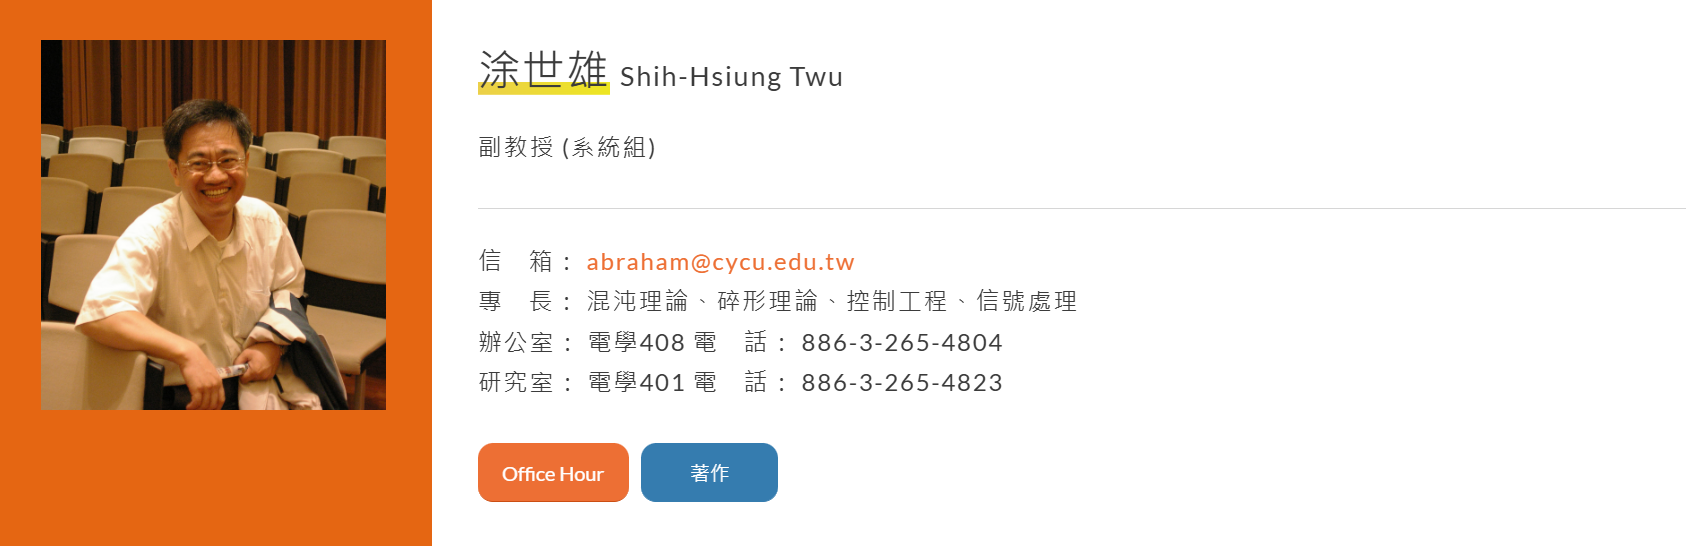 涂世雄 Shih-Hsiung Twu
副教授 (系統組)
信　箱： abraham@cycu.edu.tw
專　長： 混沌理論、碎形理論、控制工程、信號處理
辦公室： 電學408 電　話： 886-3-265-4804
研究室： 電學401 電　話： 886-3-265-4823
Office Hour 著作